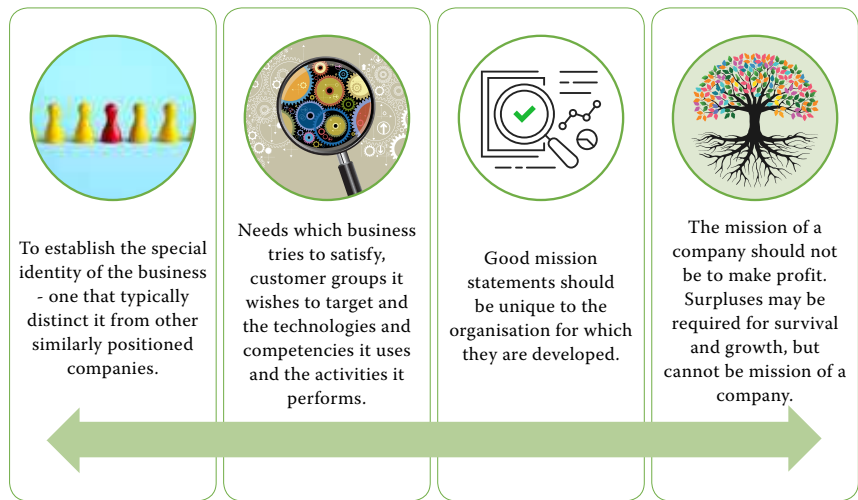 To establish the special
identity of the business
- one that typically
distinct it from other
similarly positioned
companies.
Needs which business
tries to satisfy,
customer groups it
wishes to target and
the technologies and
competencies it uses
and the activities it
performs.
Good mission
statements should
be unique to the
organisation for which
they are developed.
The mission of a
company should not
be to make profit.
Surpluses may be
required for survival
and growth, but
cannot be mission of a
company.